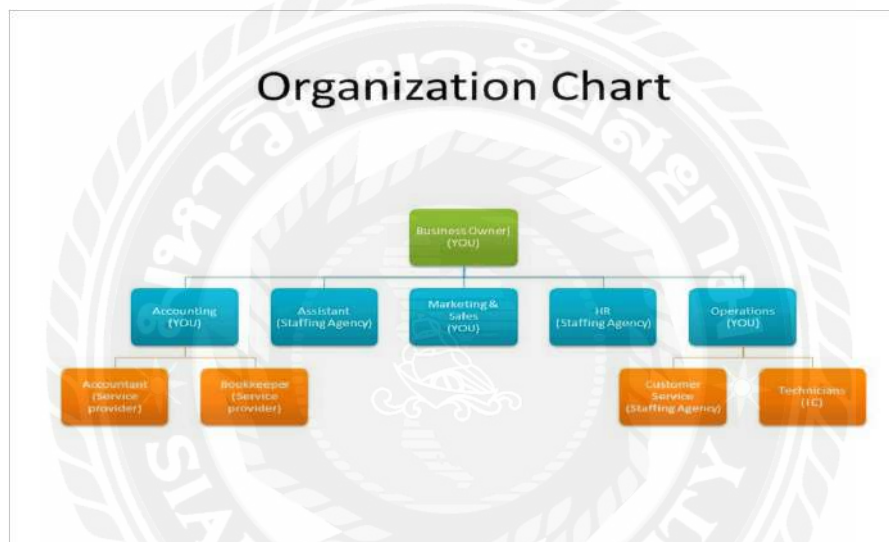 Organization Chart
Business Owner|
(YOU)
Accounting
(YOU)
Assistant
(Staffing Agency)
Marketing &
Sales
(YOU)
HR
(Staffing Agency)
Operations
(YOU)
Accountant
(Service
provider)
Bookkeeper
(Service
provider)
Customer
Service
(Staffing Agency)
Technicians